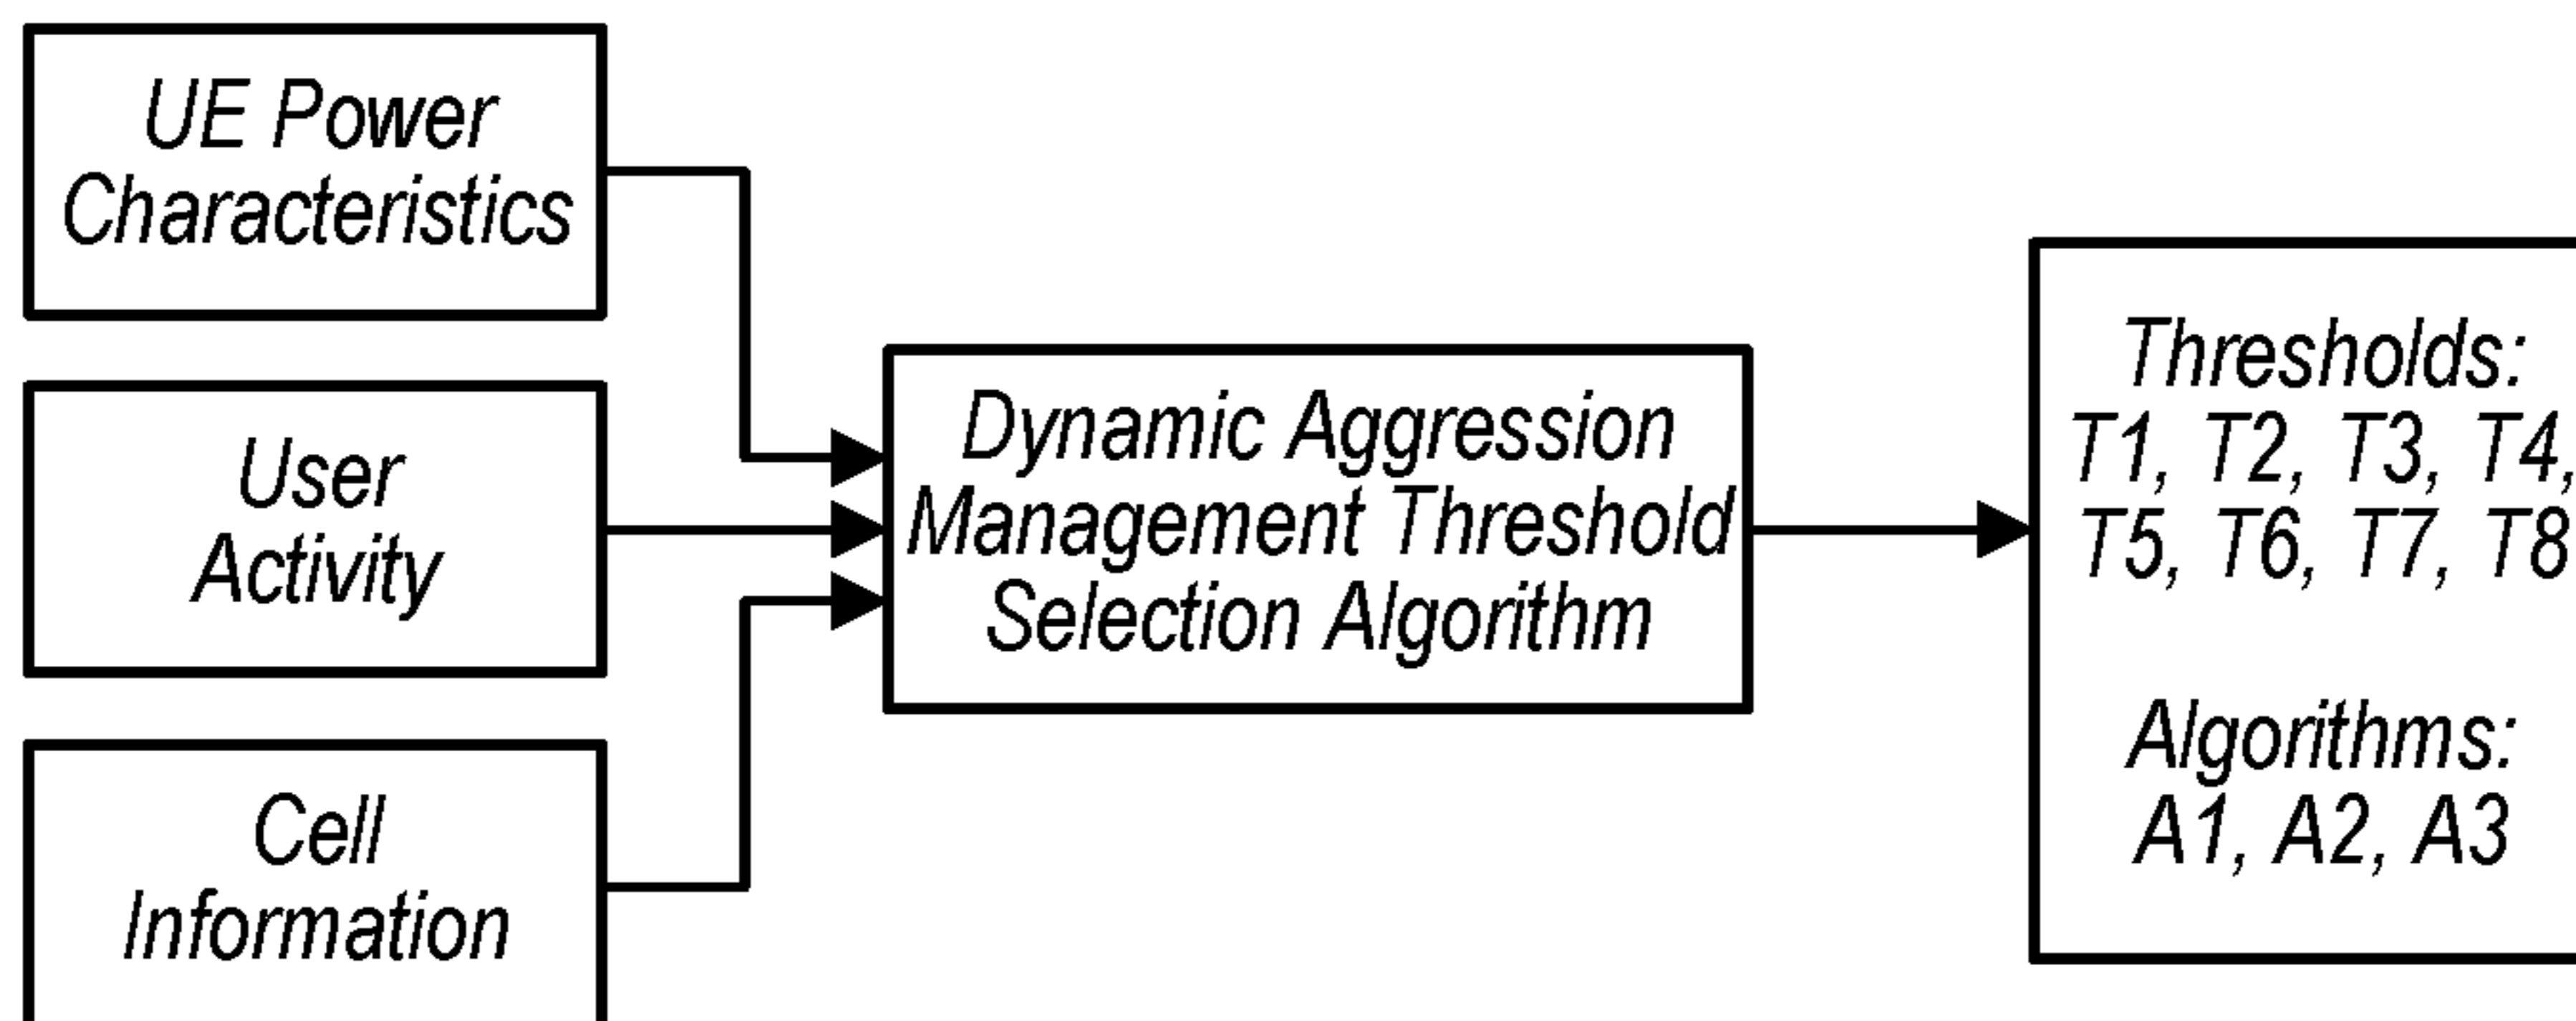 UE Power
Characteristics
User
Activity
Cell
Information
Dynamic Aggression
Management Threshold
Selection Algorithm
Thresholds:
T1, T2, T3, T4,
T5, T6, T7, T8
Algorithms:
A1, A2, A3